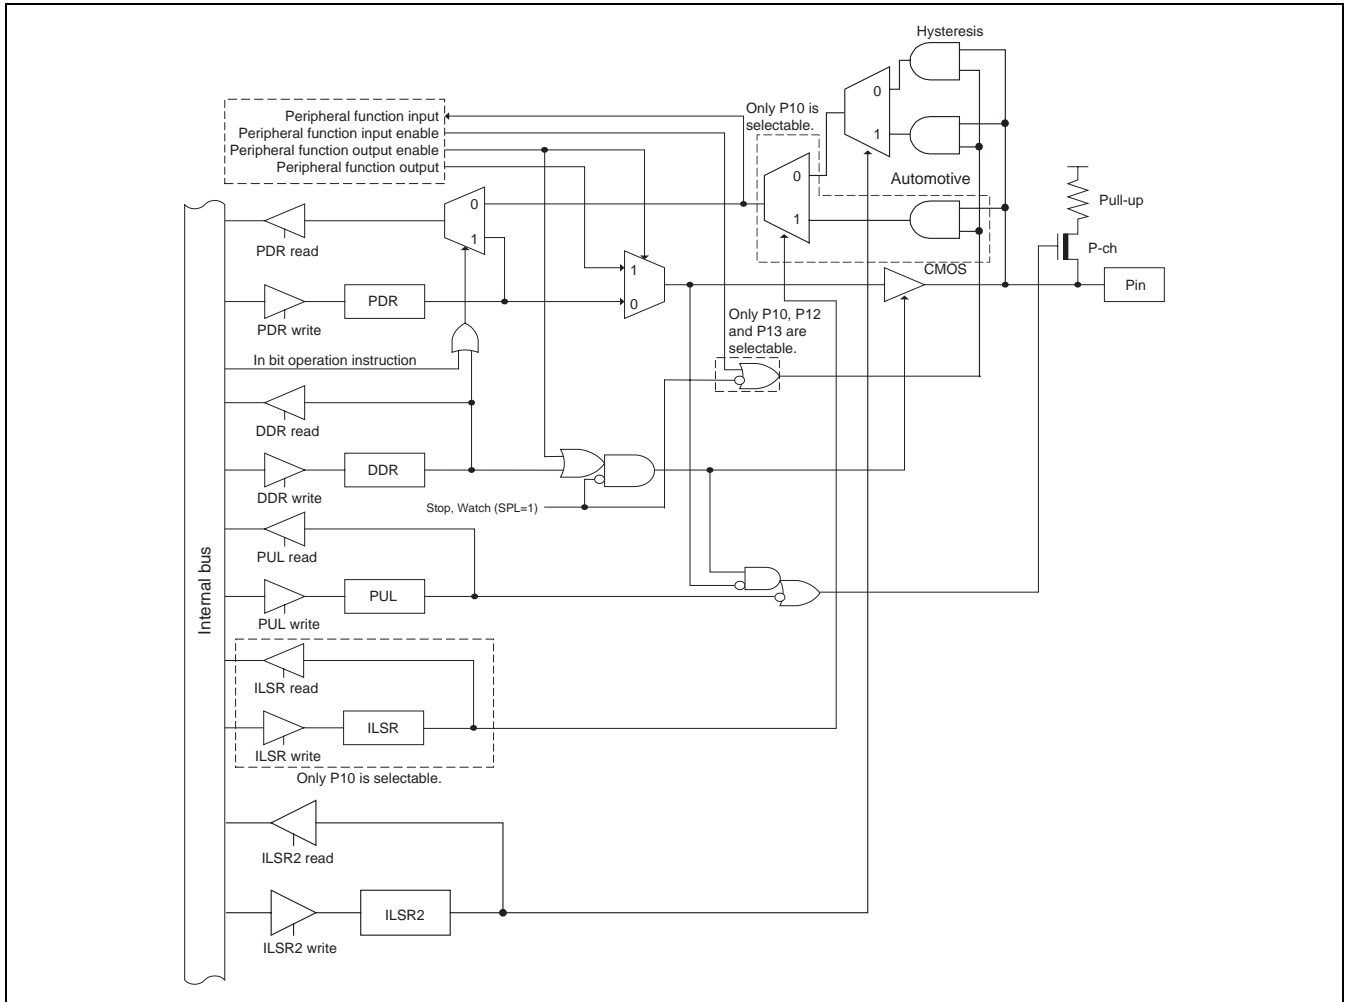 Hysteresis
0
1
Only P10 is
selectable.
Peripheral function input
Peripheral function input enable
Peripheral function output enable
Peripheral function output
0
1
Automotive
Pull-up
P-ch
CMOS
Pin
0
1
PDR read
1
0
PDR
PDR write
Only P10, P12
and P13 are
selectable.
In bit operation instruction
DDR read
DDR
DDR write
Stop, Watch (SPL=1)
PUL read
PUL
PUL write
Internal bus
ILSR read
ILSR
ILSR write
Only P10 is selectable.
ILSR2 read
ILSR2
ILSR2 write